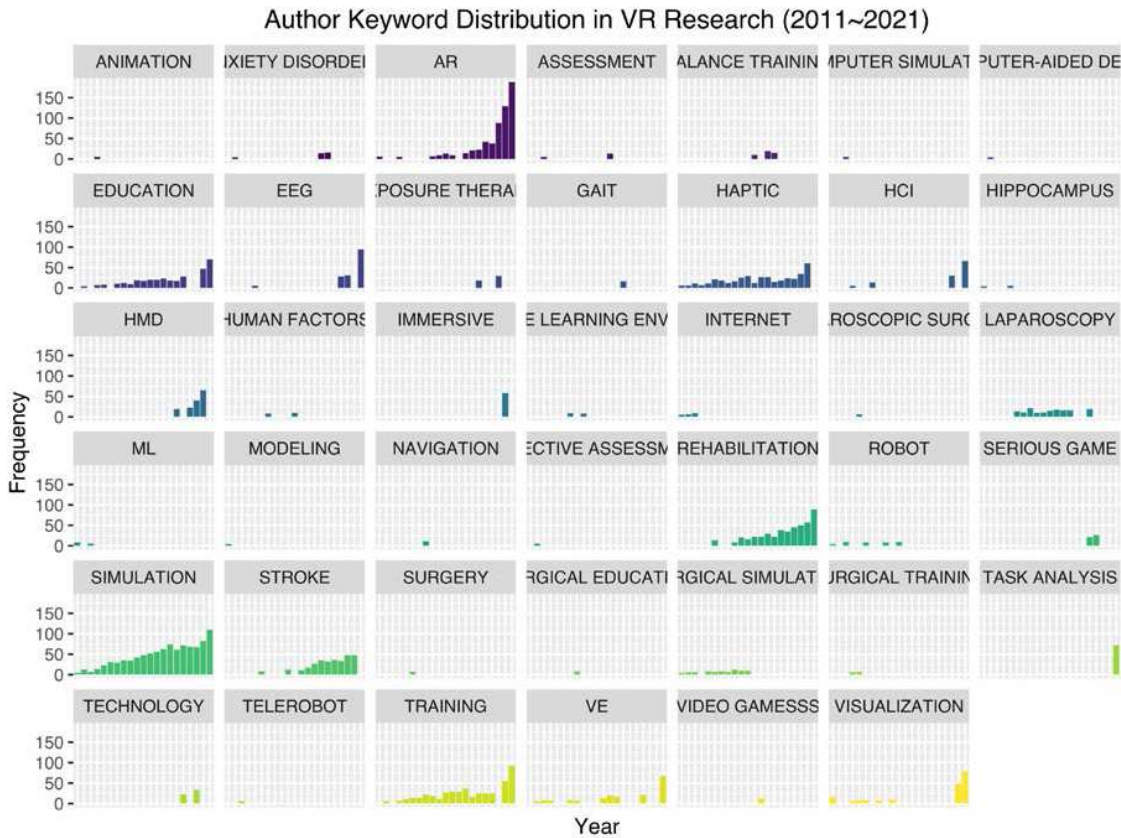 Author Keyword Distribution in VR Research (2011~2021)
ANIMATION XIETY DISORDE AR ASSESSMENT ALANCE TRAININ MPUTER SIMULAT PUTER-AIDED DE
150
100
50
0
EDUCATION EEG XPOSURE THERA GAIT HAPTIC HCI HIPPOCAMPUS
150
100
50
0
HMD HUMAN FACTORS IMMERSIVE E LEARNING ENV INTERNET AROSCOPIC SURG LAPAROSCOPY
150
100
50
0
Frequency
ML MODELING NAVIGATION ECTIVE ASSESSM REHABILITATION ROBOT SERIOUS GAME
150
100
50
0
SIMULATION STROKE SURGERY RGICAL EDUCATI RGICAL SIMULAT URGICAL TRAININ TASK ANALYSIS
150
100
50
0
TECHNOLOGY TELEROBOT TRAINING VE VIDEO GAMESSS VISUALIZATION
150
100
50
0
Year